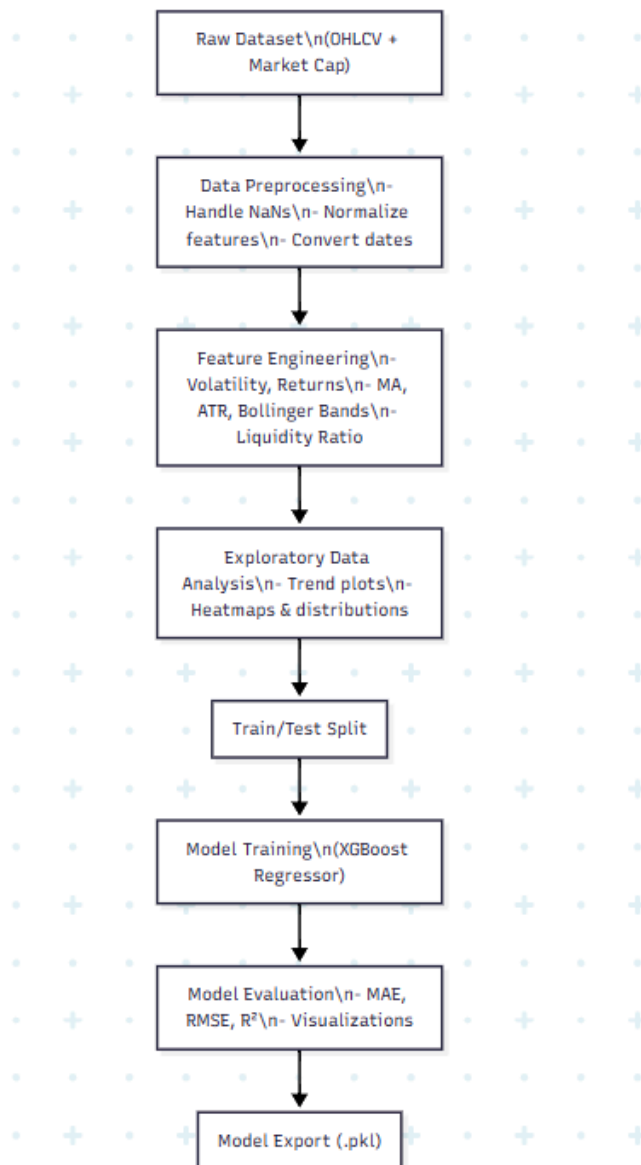 Raw Dataset\n(OHLCV +
Market Cap)
Data Preprocessing\n-
Handle NaNs\n- Normalize
features\n- Convert dates
Feature Engineering\n-
Volatility, Returns\n- MA,
ATR, Bollinger Bands\n-
Liquidity Ratio
Exploratory Data
Analysis\n- Trend plots\n-
Heatmaps & distributions
Train/Test Split
Model Training\n(XGBoost
Regressor)
Model Evaluation\n- MAE,
RMSE, R²\n- Visualizations
Model Export (.pkl)